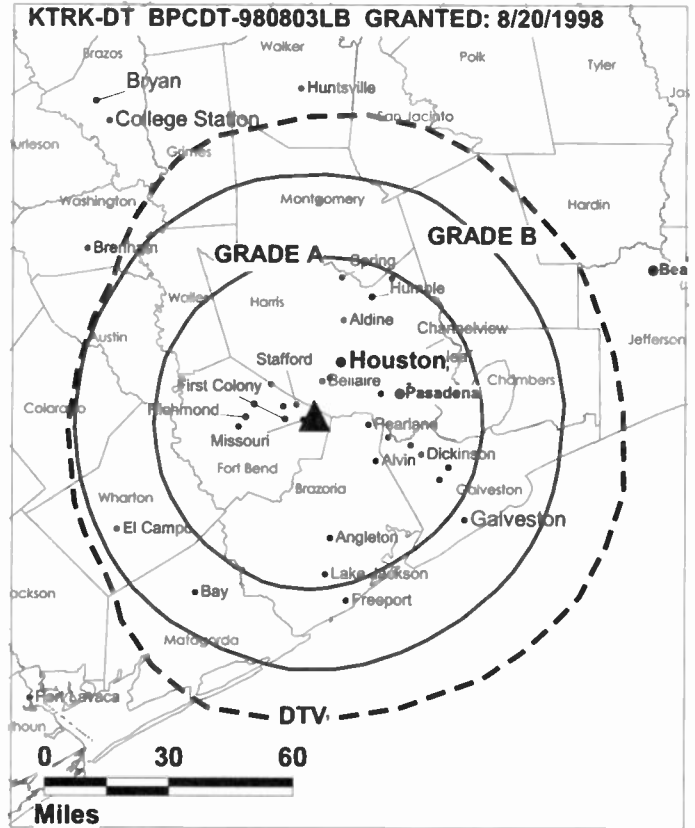 KTRK-DT BPCDT-980803LB GRANTED: 8/20/1998
Brazos
Walker
Polk
Tyler
Bryan
Huntsville
College Station
San Jacinto
Grimes
Washington
Montgomery
Hardin
GRADE B
Brenham
GRADE A
Spring
Waller
Harris
Humble
Aldine
Channelview
Jefferson
Austin
Stafford
Houston
Bellaire
First Colony
Chambers
Pasadena
Colorado
Richmond
Pearland
Missouri
Fort Bend
Alvin
Dickinson
Brazoria
Galveston
Wharton
El Campo
Galveston
Angleton
Lake Jackson
Bay
Freeport
Matagorda
Port Lavaca
DTV
0 30 60
Miles